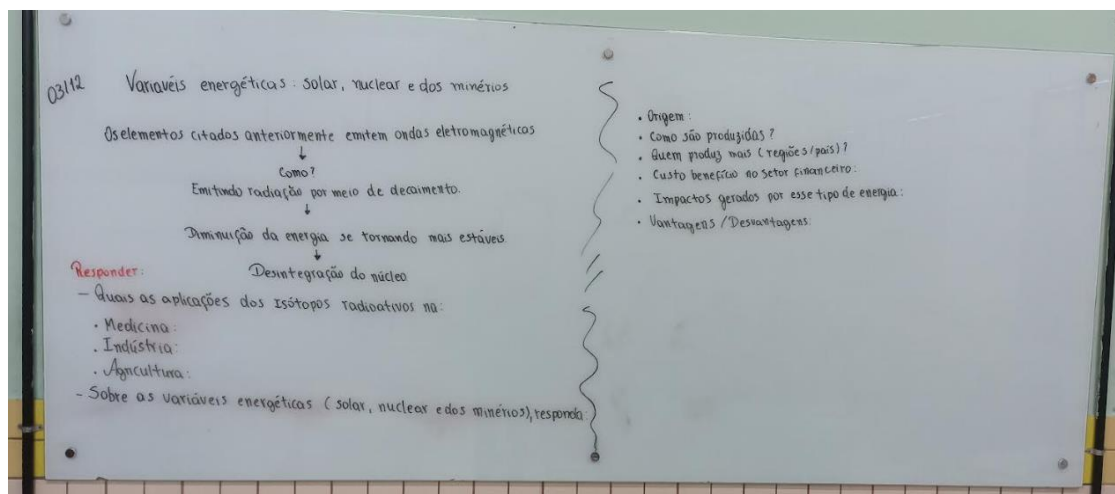 03/12 Variavéis energéticas: solar, nuclear e dos minérios
Os elementos citados anteriormente emitem ondas eletromagnéticas
↓
Como?
Emitindo radiação por meio de decaimento.
↓
Diminuição da energia se tornando mais estáveis
↓
Desintegração do núcleo
Responder:
- Quais as aplicações dos Isótopos radioativos na:
• Medicina:
• Indústria:
• Agricultura:
- Sobre as variáveis energéticas (solar, nuclear e dos minérios), responda:
• Origem:
• Como são produzidas?
• Quem produz mais (regiões/país)?
• Custo benefício no setor financeiro:
• Impactos gerados por esse tipo de energia:
• Vantagens/Desvantagens: